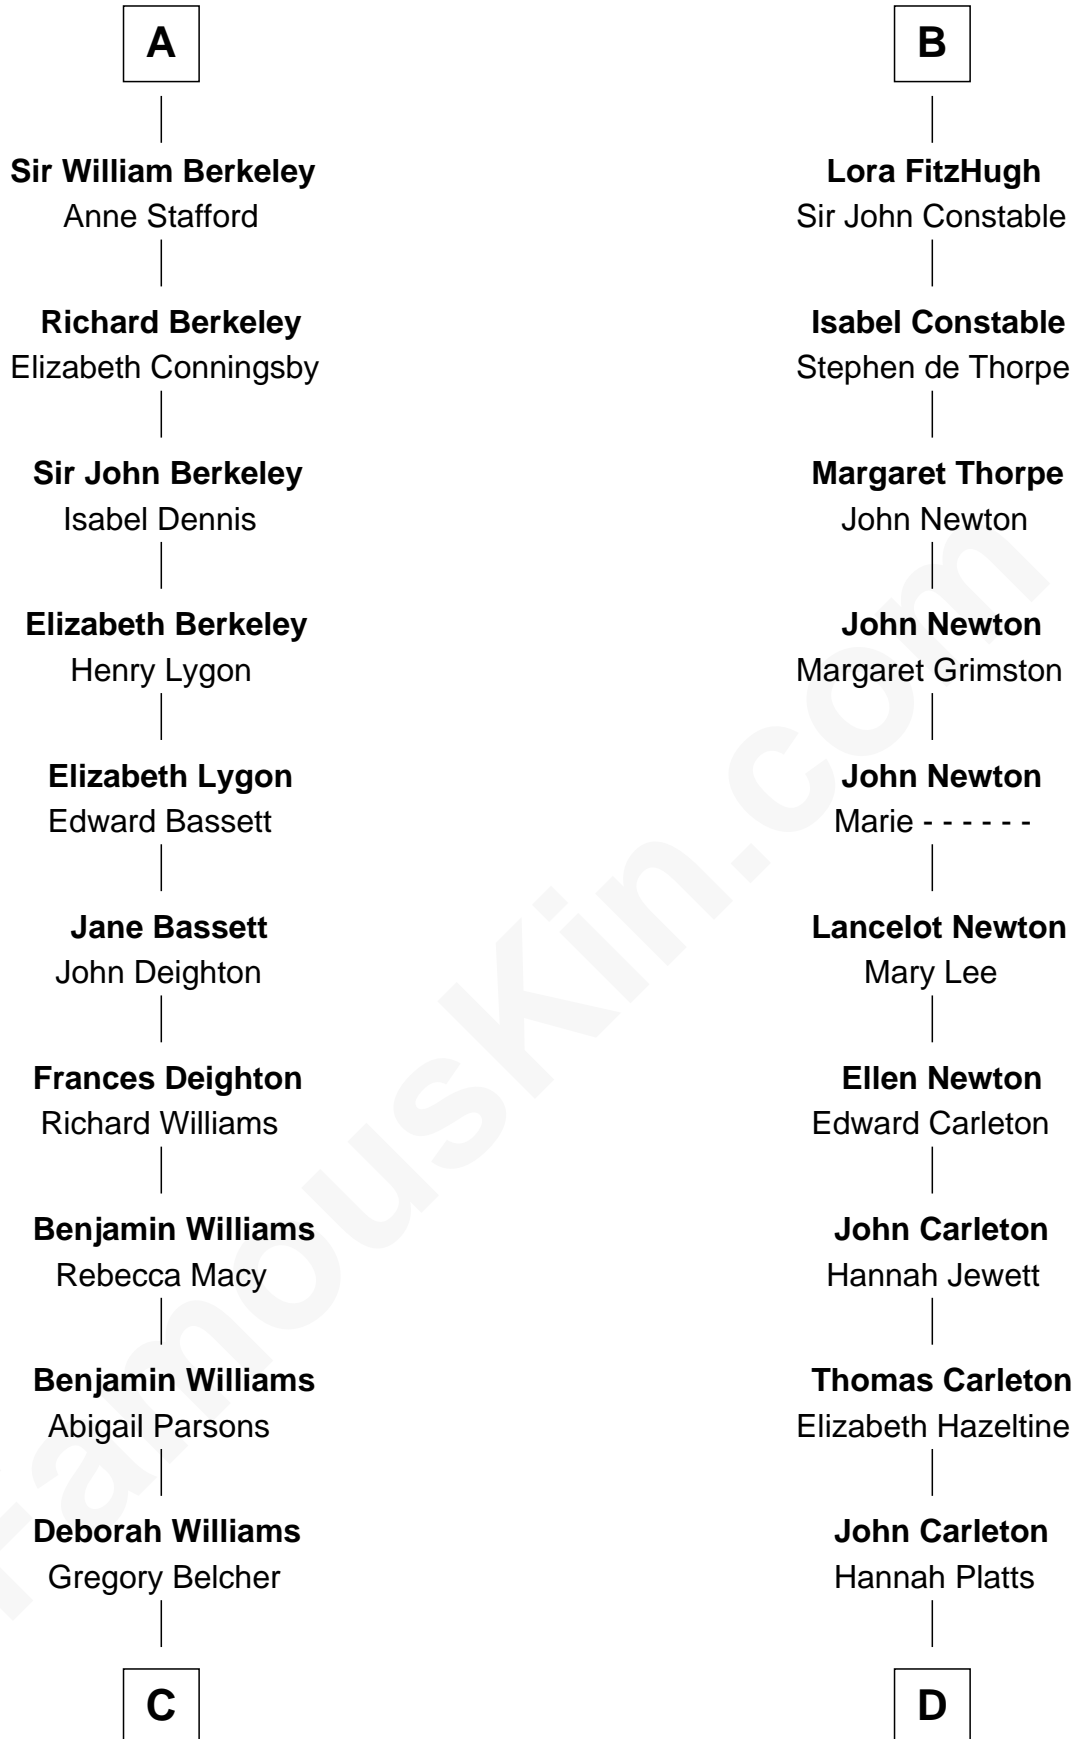 A
Sir William Berkeley
Anne Stafford
Richard Berkeley
Elizabeth Conningsby
Sir John Berkeley
Isabel Dennis
Elizabeth Berkeley
Henry Lygon
Elizabeth Lygon
Edward Bassett
Jane Bassett
John Deighton
Frances Deighton
Richard Williams
Benjamin Williams
Rebecca Macy
Benjamin Williams
Abigail Parsons
Deborah Williams
Gregory Belcher
C
B
Lora FitzHugh
Sir John Constable
Isabel Constable
Stephen de Thorpe
Margaret Thorpe
John Newton
John Newton
Margaret Grimston
John Newton
Marie - - - - - -
Lancelot Newton
Mary Lee
Ellen Newton
Edward Carleton
John Carleton
Hannah Jewett
Thomas Carleton
Elizabeth Hazeltine
John Carleton
Hannah Platts
D
FamousKin.com